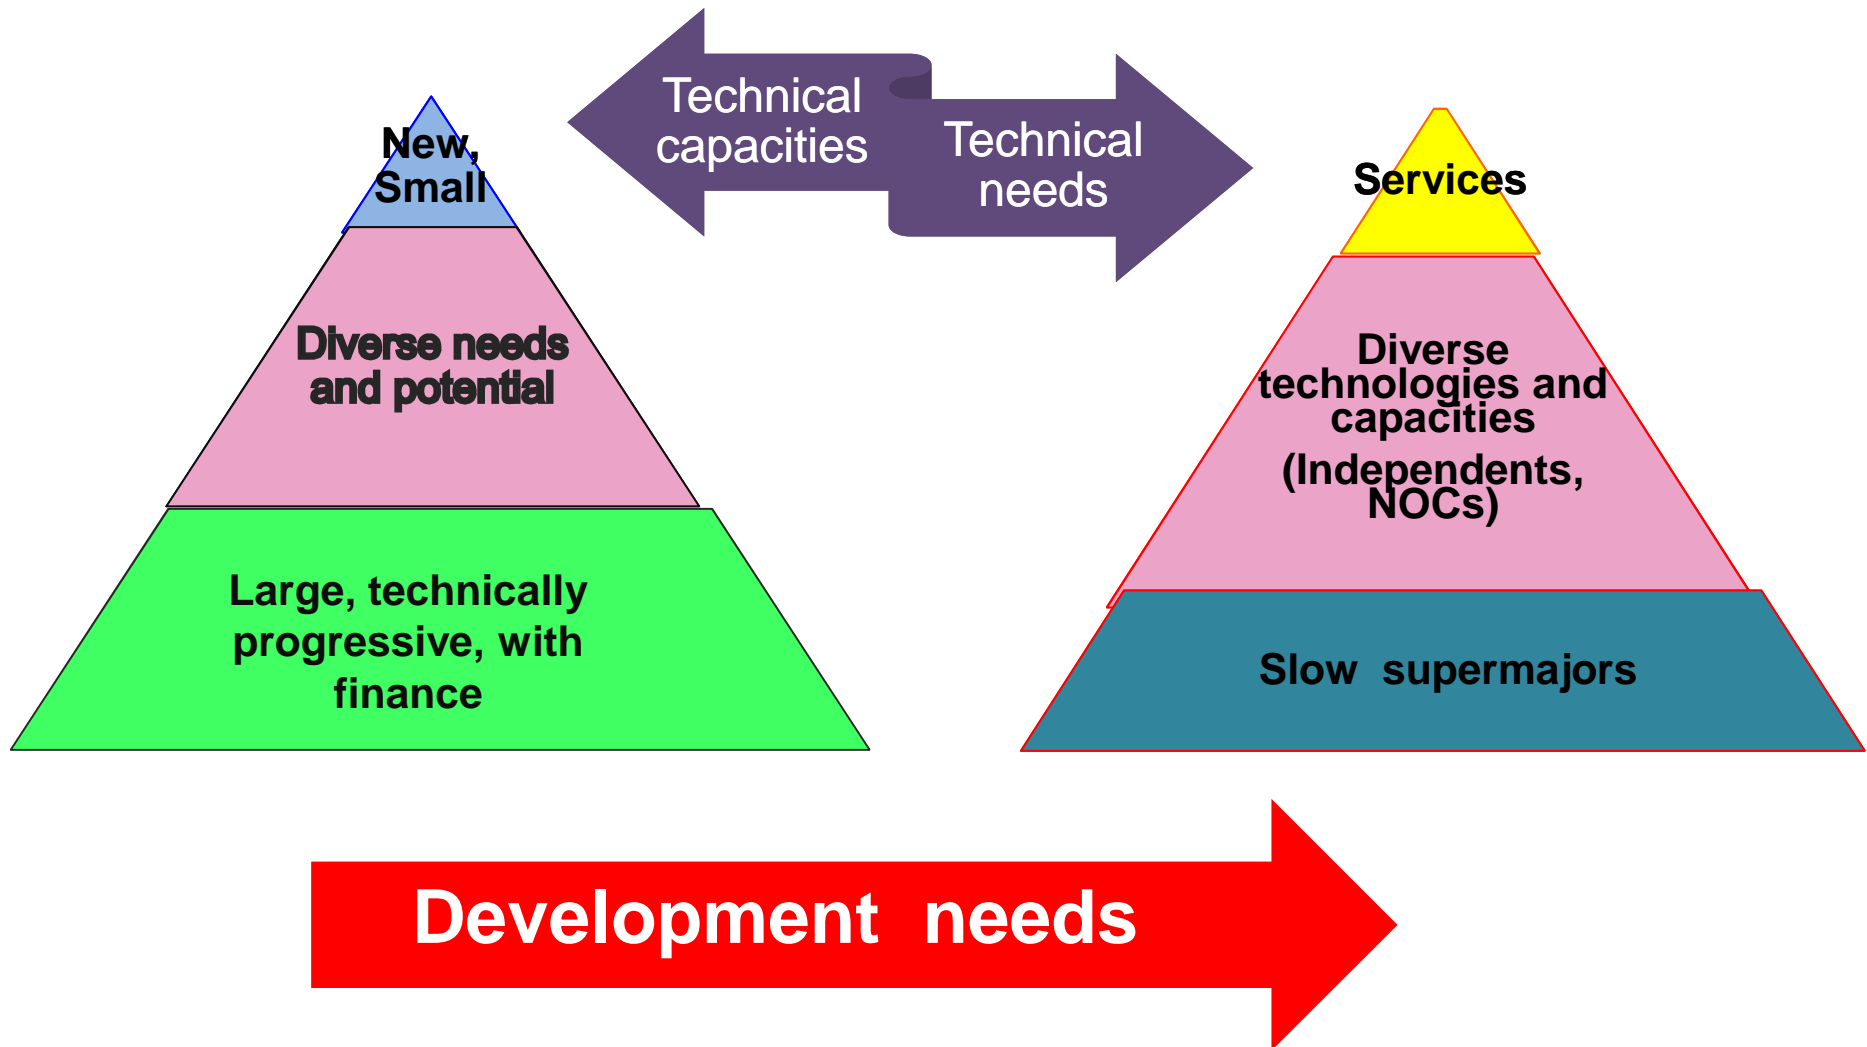 Technical
capacities
Technical
needs
New,
Small
Diverse needs
and potential
Large, technically
progressive, with
finance
Services
Diverse
technologies and
capacities
(Independents,
NOCs)
Slow supermajors
Development needs